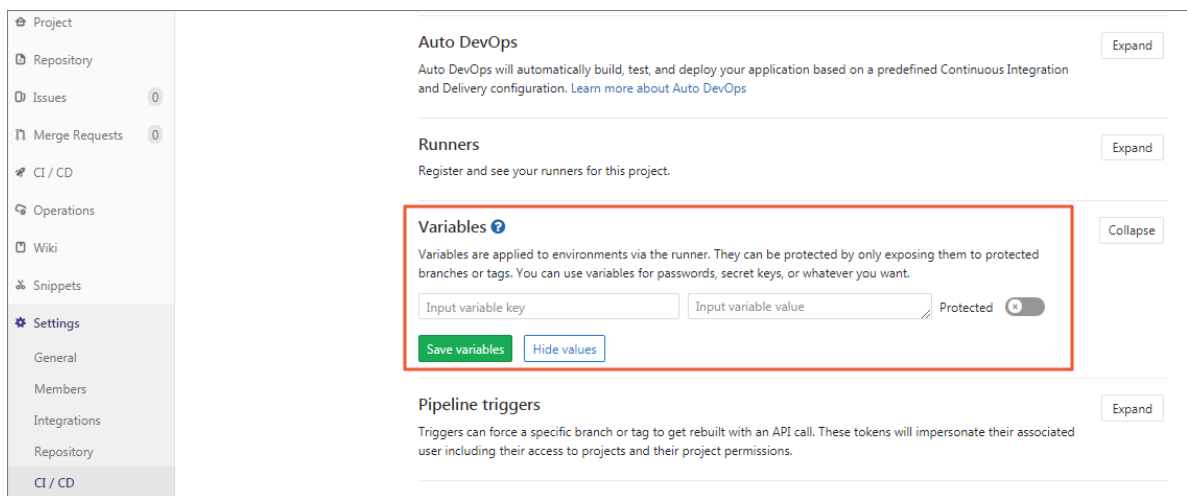 Project
Repository
Issues 0
Merge Requests 0
CI / CD
Operations
Wiki
Snippets
Settings
General
Members
Integrations
Repository
CI / CD
Auto DevOps
Expand
Auto DevOps will automatically build, test, and deploy your application based on a predefined Continuous Integration
and Delivery configuration. Learn more about Auto DevOps
Runners
Expand
Register and see your runners for this project.
Variables ?
Collapse
Variables are applied to environments via the runner. They can be protected by only exposing them to protected
branches or tags. You can use variables for passwords, secret keys, or whatever you want.
Input variable key Input variable value Protected
Save variables Hide values
Pipeline triggers
Expand
Triggers can force a specific branch or tag to get rebuilt with an API call. These tokens will impersonate their associated
user including their access to projects and their project permissions.